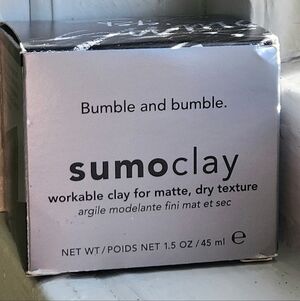 Bumble and bumble.
sumoclay
workable clay for matte, dry texture
argile modelante fini mat et sec
NET WT/POIDS NET 1.5 OZ/45 ml e